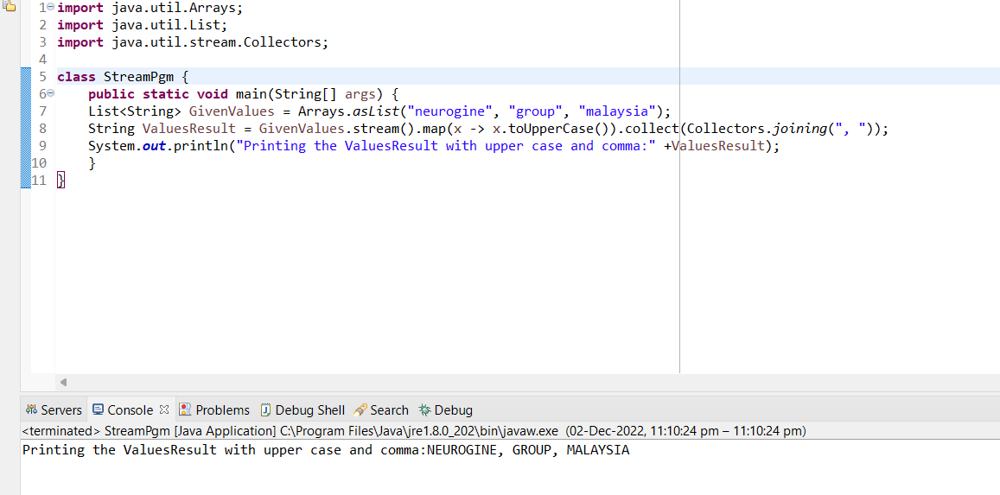 1 import java.util.Arrays;
2 import java.util.List;
3 import java.util.stream.Collectors;
4
5 class StreamPgm {
6     public static void main(String[] args) {
7     List<String> GivenValues = Arrays.asList("neurogine", "group", "malaysia");
8     String ValuesResult = GivenValues.stream().map(x -> x.toUpperCase()).collect(Collectors.joining(", "));
9     System.out.println("Printing the ValuesResult with upper case and comma:" +ValuesResult);
10     }
11 }
Servers Console Problems Debug Shell Search Debug
<terminated> StreamPgm [Java Application] C:\Program Files\Java\jre1.8.0_202\bin\javaw.exe (02-Dec-2022, 11:10:24 pm – 11:10:24 pm)
Printing the ValuesResult with upper case and comma:NEUROGINE, GROUP, MALAYSIA